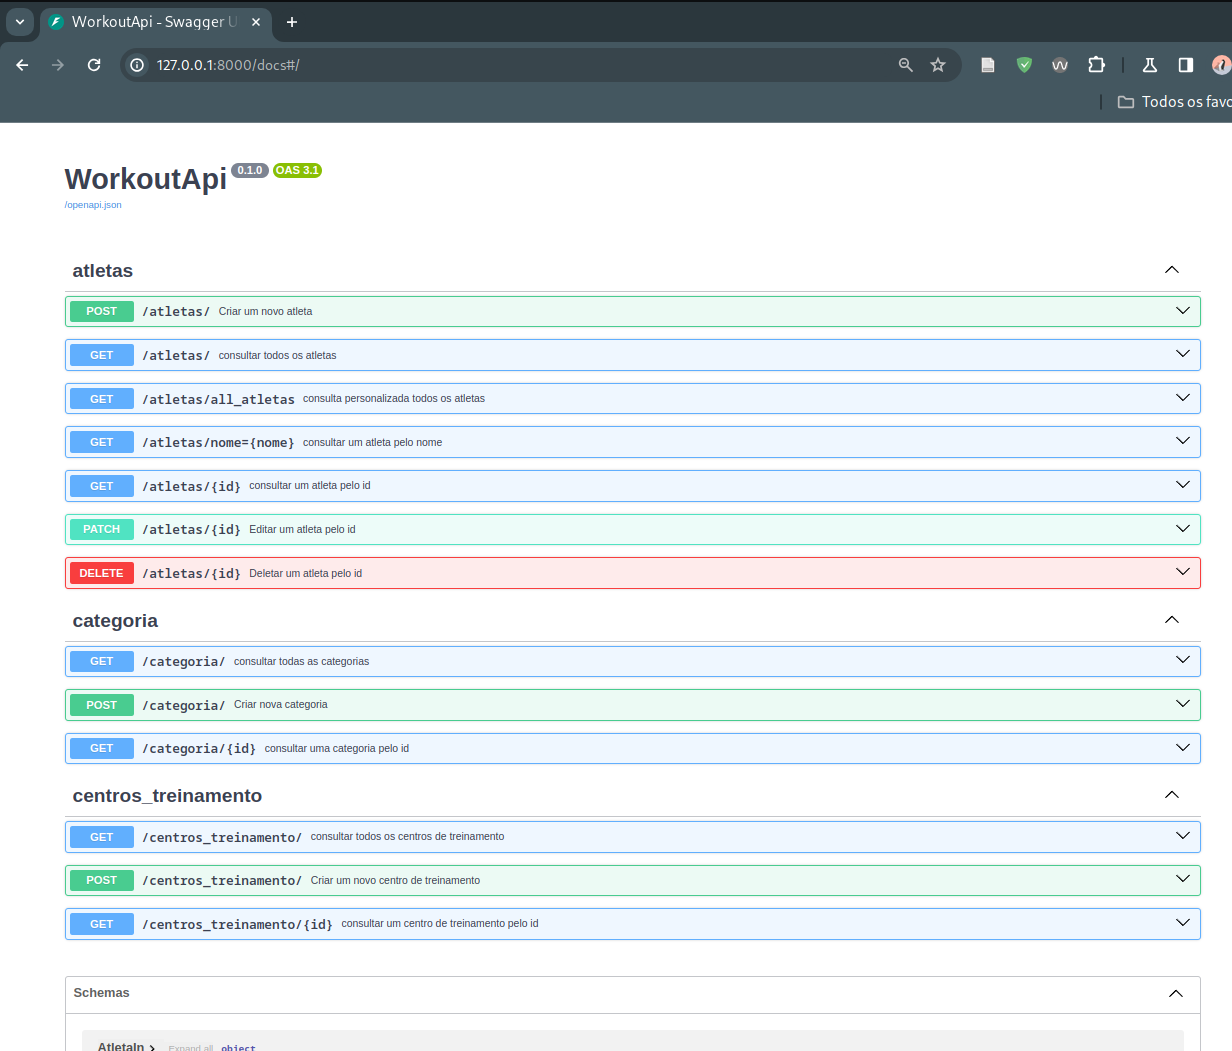 WorkoutApi - Swagger U
127.0.0.1:8000/docs#/
Todos os favo
WorkoutApi 0.1.0 OAS 3.1
/openapi.json
atletas
POST /atletas/ Criar um novo atleta
GET /atletas/ consultar todos os atletas
GET /atletas/all_atletas consulta personalizada todos os atletas
GET /atletas/nome={nome} consultar um atleta pelo nome
GET /atletas/{id} consultar um atleta pelo id
PATCH /atletas/{id} Editar um atleta pelo id
DELETE /atletas/{id} Deletar um atleta pelo id
categoria
GET /categoria/ consultar todas as categorias
POST /categoria/ Criar nova categoria
GET /categoria/{id} consultar uma categoria pelo id
centros_treinamento
GET /centros_treinamento/ consultar todos os centros de treinamento
POST /centros_treinamento/ Criar um novo centro de treinamento
GET /centros_treinamento/{id} consultar um centro de treinamento pelo id
Schemas
AtletaIn Expand all object